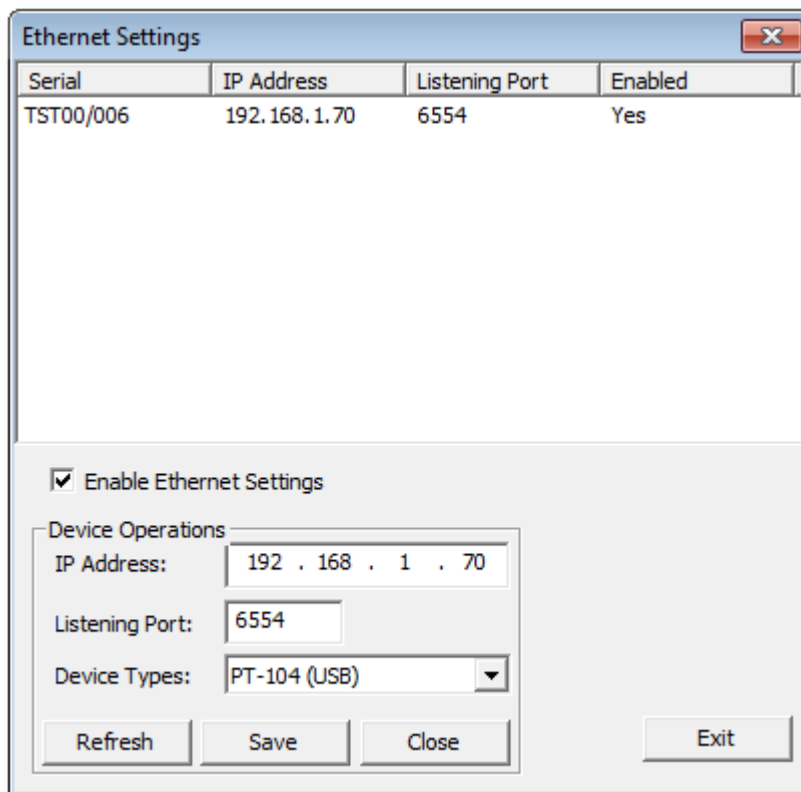 Ethernet Settings
Serial IP Address Listening Port Enabled
TST00/006 192.168.1.70 6554 Yes
Enable Ethernet Settings
Device Operations
IP Address: 192 . 168 . 1 . 70
Listening Port: 6554
Device Types: PT-104 (USB)
Refresh Save Close Exit